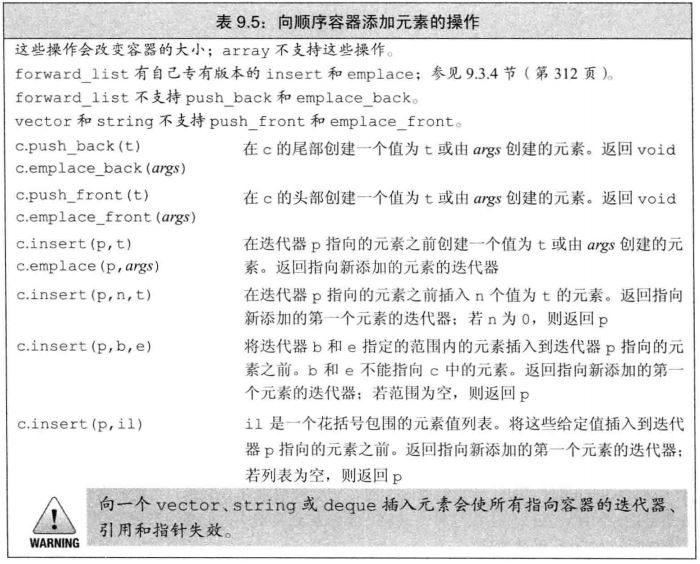 表 9.5：向顺序容器添加元素的操作
这些操作会改变容器的大小；array 不支持这些操作。
forward_list 有自己专有版本的 insert 和 emplace；参见 9.3.4 节（第 312 页）。
forward_list 不支持 push_back 和 emplace_back。
vector 和 string 不支持 push_front 和 emplace_front。
c.push_back(t) 在 c 的尾部创建一个值为 t 或由 args 创建的元素。返回 void
c.emplace_back(args)
c.push_front(t) 在 c 的头部创建一个值为 t 或由 args 创建的元素。返回 void
c.emplace_front(args)
c.insert(p,t) 在迭代器 p 指向的元素之前创建一个值为 t 或由 args 创建的元
c.emplace(p,args) 素。返回指向新添加的元素的迭代器
c.insert(p,n,t) 在迭代器 p 指向的元素之前插入 n 个值为 t 的元素。返回指向
新添加的第一个元素的迭代器；若 n 为 0，则返回 p
c.insert(p,b,e) 将迭代器 b 和 e 指定的范围内的元素插入到迭代器 p 指向的元
素之前。b 和 e 不能指向 c 中的元素。返回指向新添加的第一
个元素的迭代器；若范围为空，则返回 p
c.insert(p,il) il 是一个花括号包围的元素值列表。将这些给定值插入到迭代
器 p 指向的元素之前。返回指向新添加的第一个元素的迭代器；
若列表为空，则返回 p
向一个 vector、string 或 deque 插入元素会使所有指向容器的迭代器、
引用和指针失效。
WARNING